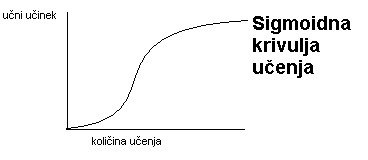 učni učinek
Sigmoidna
krivulja
učenja
količina učenja